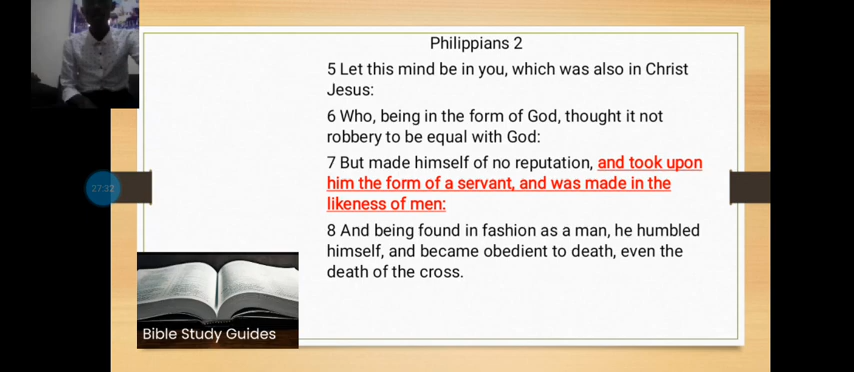 Philippians 2
5 Let this mind be in you, which was also in Christ
Jesus:
6 Who, being in the form of God, thought it not
robbery to be equal with God:
7 But made himself of no reputation, and took upon
him the form of a servant, and was made in the
likeness of men:
8 And being found in fashion as a man, he humbled
himself, and became obedient to death, even the
death of the cross.
27:32
Bible Study Guides